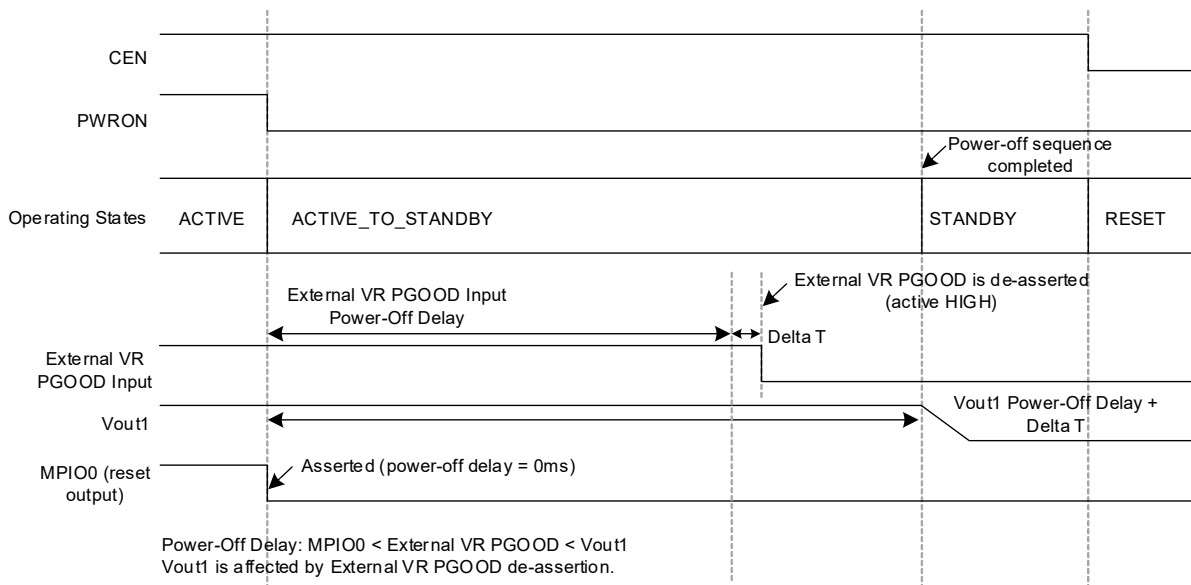 CEN
PWRON
Power-off sequence
completed
Operating States
ACTIVE
ACTIVE_TO_STANDBY
STANDBY
RESET
External VR PGOOD Input
Power-Off Delay
External VR PGOOD is de-asserted
(active HIGH)
Delta T
External VR
PGOOD Input
Vout1
Vout1 Power-Off Delay +
Delta T
MPIO0 (reset
output)
Asserted (power-off delay = 0ms)
Power-Off Delay: MPIO0 < External VR PGOOD < Vout1
Vout1 is affected by External VR PGOOD de-assertion.